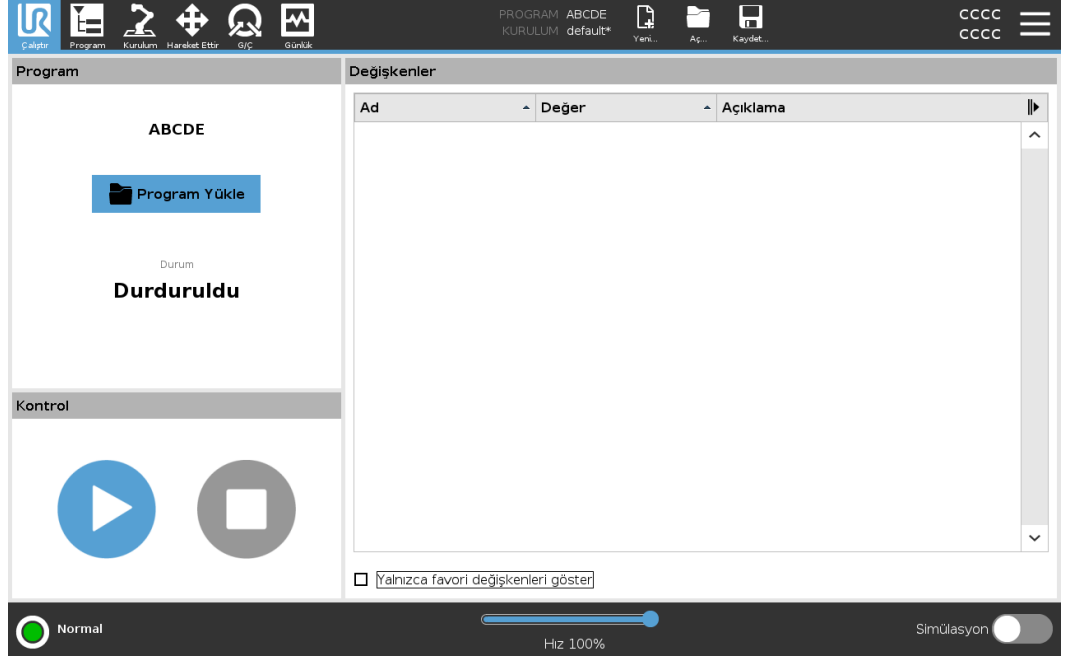 PROGRAM ABCDE
KURULUM default*
CCCC
CCCC
Çalıştır Program Kurulum Hareket Ettir G/Ç Günlük Yeni... Aç... Kaydet...
Program
ABCDE
Program Yükle
Durum
Durduruldu
Kontrol
Değişkenler
Ad Değer Açıklama
Yalnızca favori değişkenleri göster
Normal
Hız 100%
Simülasyon